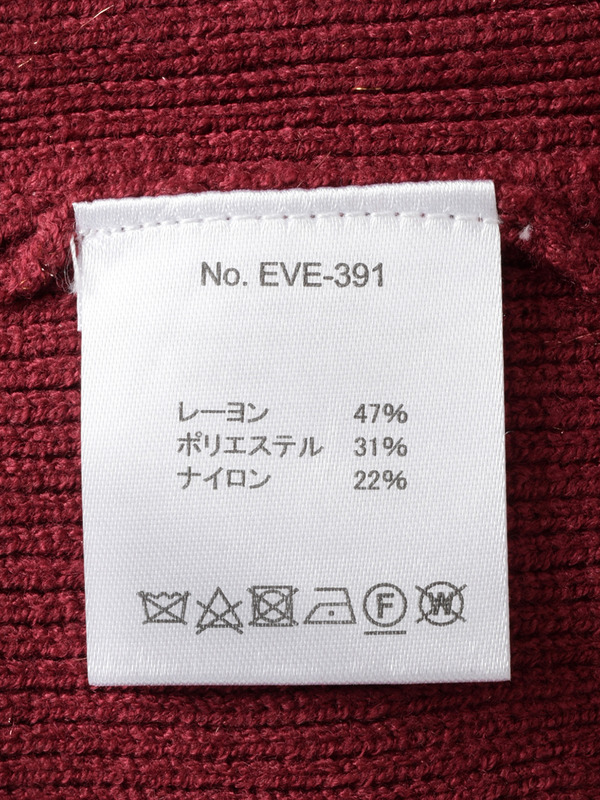 No. EVE-391
レーヨン 47%
ポリエステル 31%
ナイロン 22%
F W